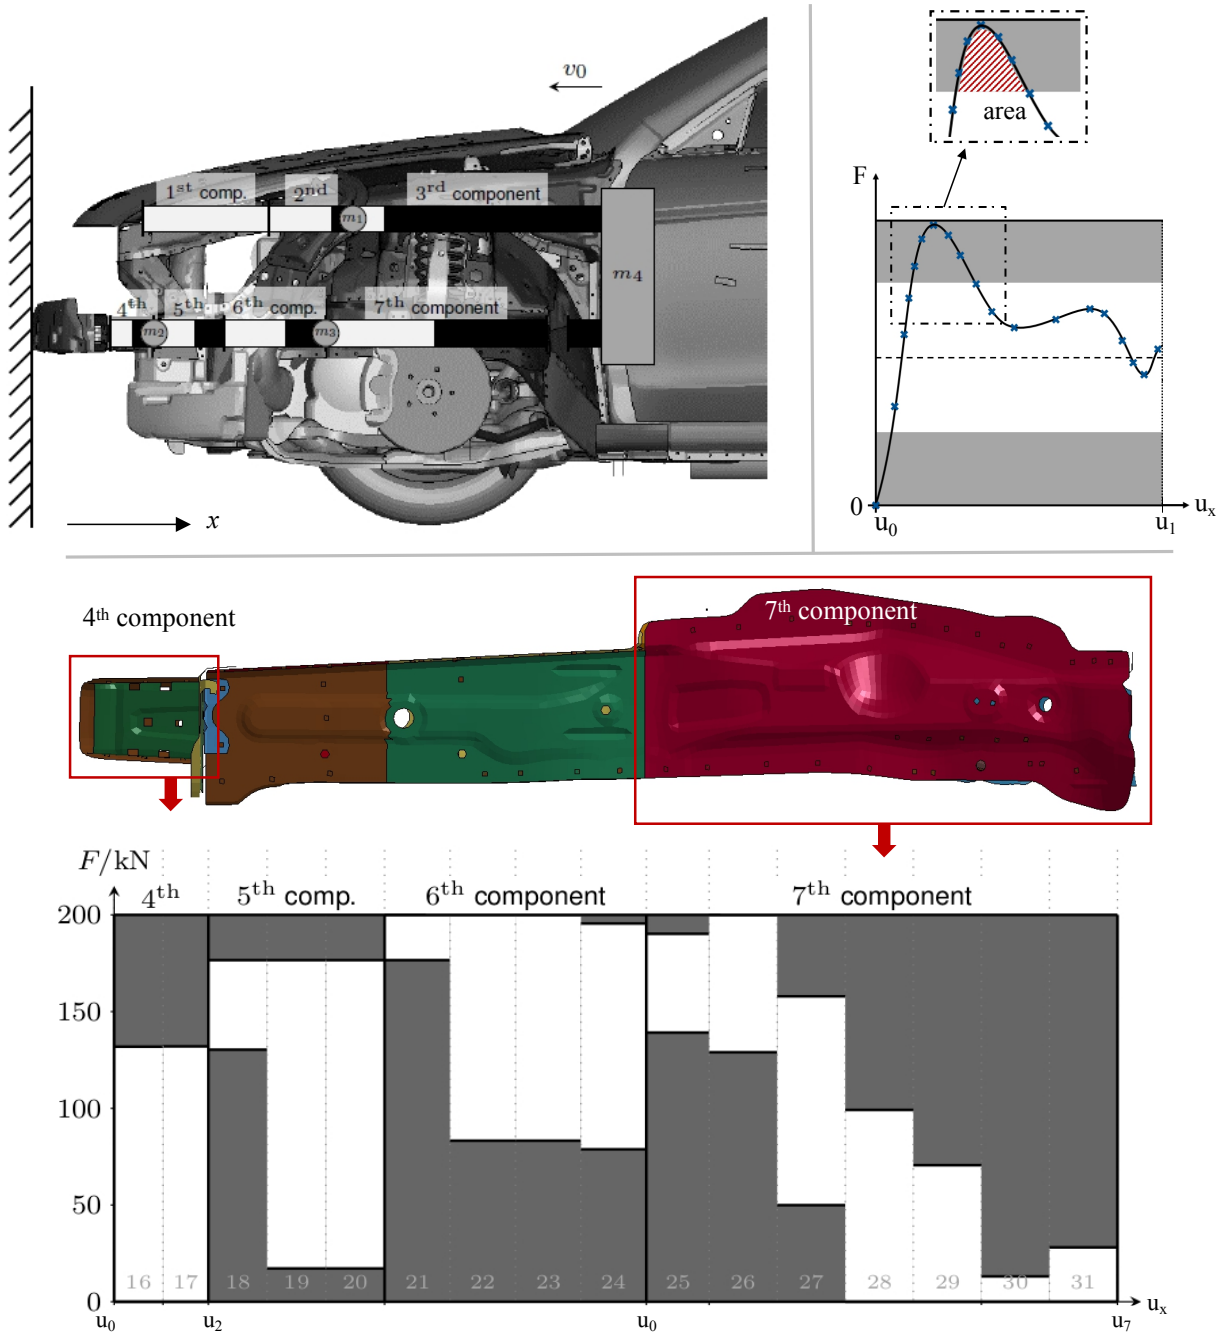 v0
1st comp.
2nd
3rd component
m1
m4
4th
5th
6th comp.
7th component
m2
m3
x
area
F
0
u0
u1
ux
4th component
7th component
F/kN
4th
5th comp.
6th component
7th component
200
150
100
50
0
16 17 18 19 20 21 22 23 24 25 26 27 28 29 30 31
u0
u2
u0
u7
ux